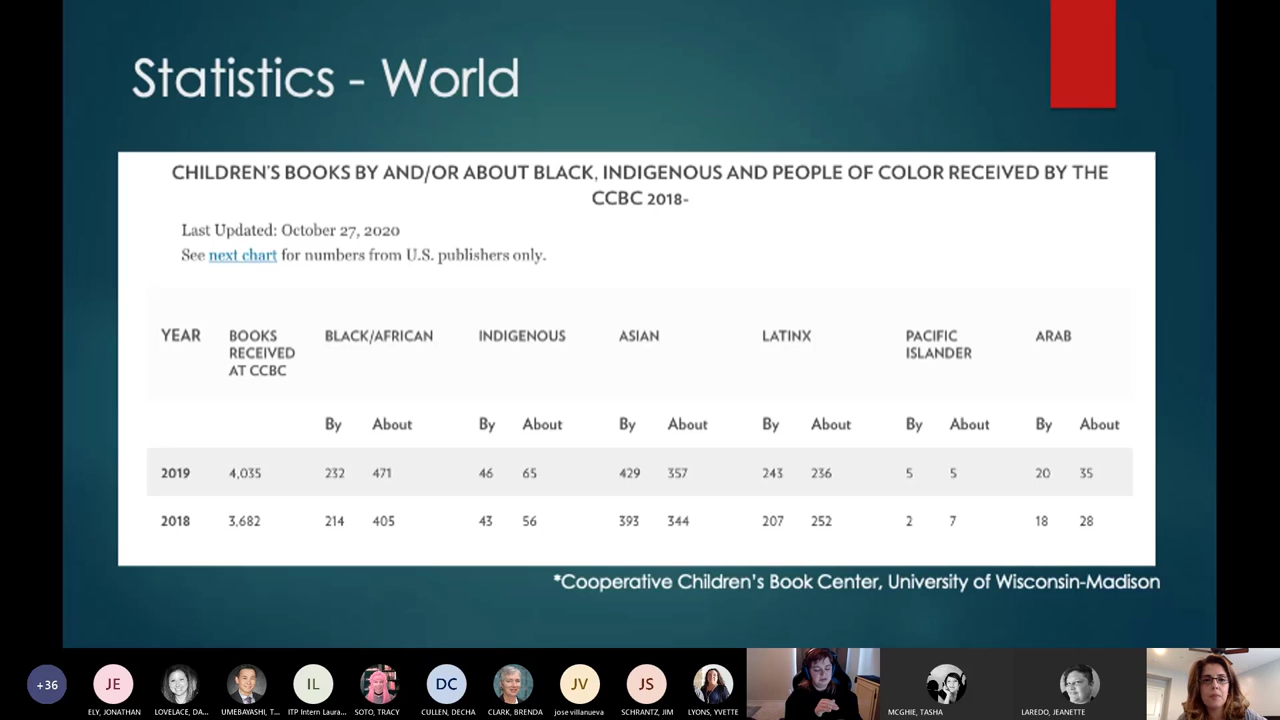 Statistics - World
CHILDREN'S BOOKS BY AND/OR ABOUT BLACK, INDIGENOUS AND PEOPLE OF COLOR RECEIVED BY THE
CCBC 2018-
Last Updated: October 27, 2020
See next chart for numbers from U.S. publishers only.
YEAR BOOKS RECEIVED AT CCBC BLACK/AFRICAN INDIGENOUS ASIAN LATINX PACIFIC ISLANDER ARAB
By About By About By About By About By About By About
2019 4,035 232 471 46 65 429 357 243 236 5 5 20 35
2018 3,682 214 405 43 56 393 344 207 252 2 7 18 28
*Cooperative Children's Book Center, University of Wisconsin-Madison
+36 JE IL DC JV JS
ELY, JONATHAN LOVELACE, DA... UMEBAYASHI, T... ITP Intern Laura... SOTO, TRACY CULLEN, DECHA CLARK, BRENDA jose villanueva SCHRANTZ, JIM LYONS, YVETTE MCGHIE, TASHA LAREDO, JEANETTE